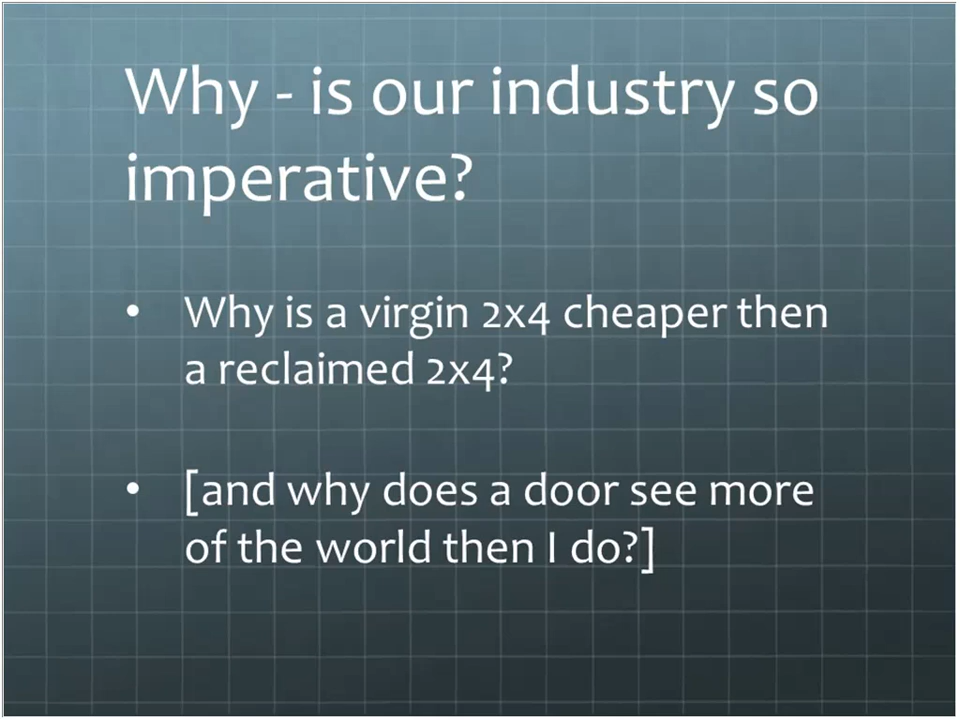 Why - is our industry so
imperative?
• Why is a virgin 2x4 cheaper then
a reclaimed 2x4?
• [and why does a door see more
of the world then I do?]